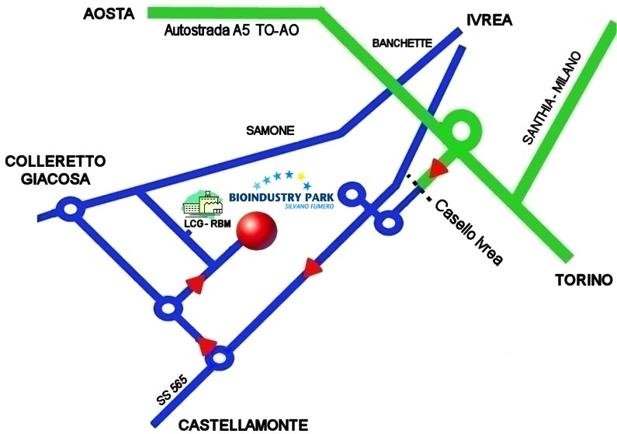 AOSTA
Autostrada A5 TO-AO
IVREA
BANCHETTE
SANTHIA - MILANO
SAMONE
COLLERETTO
GIACOSA
BIOINDUSTRY PARK
SILVANO FUMERO
LCG - RBM
Casello Ivrea
TORINO
SS 565
CASTELLAMONTE